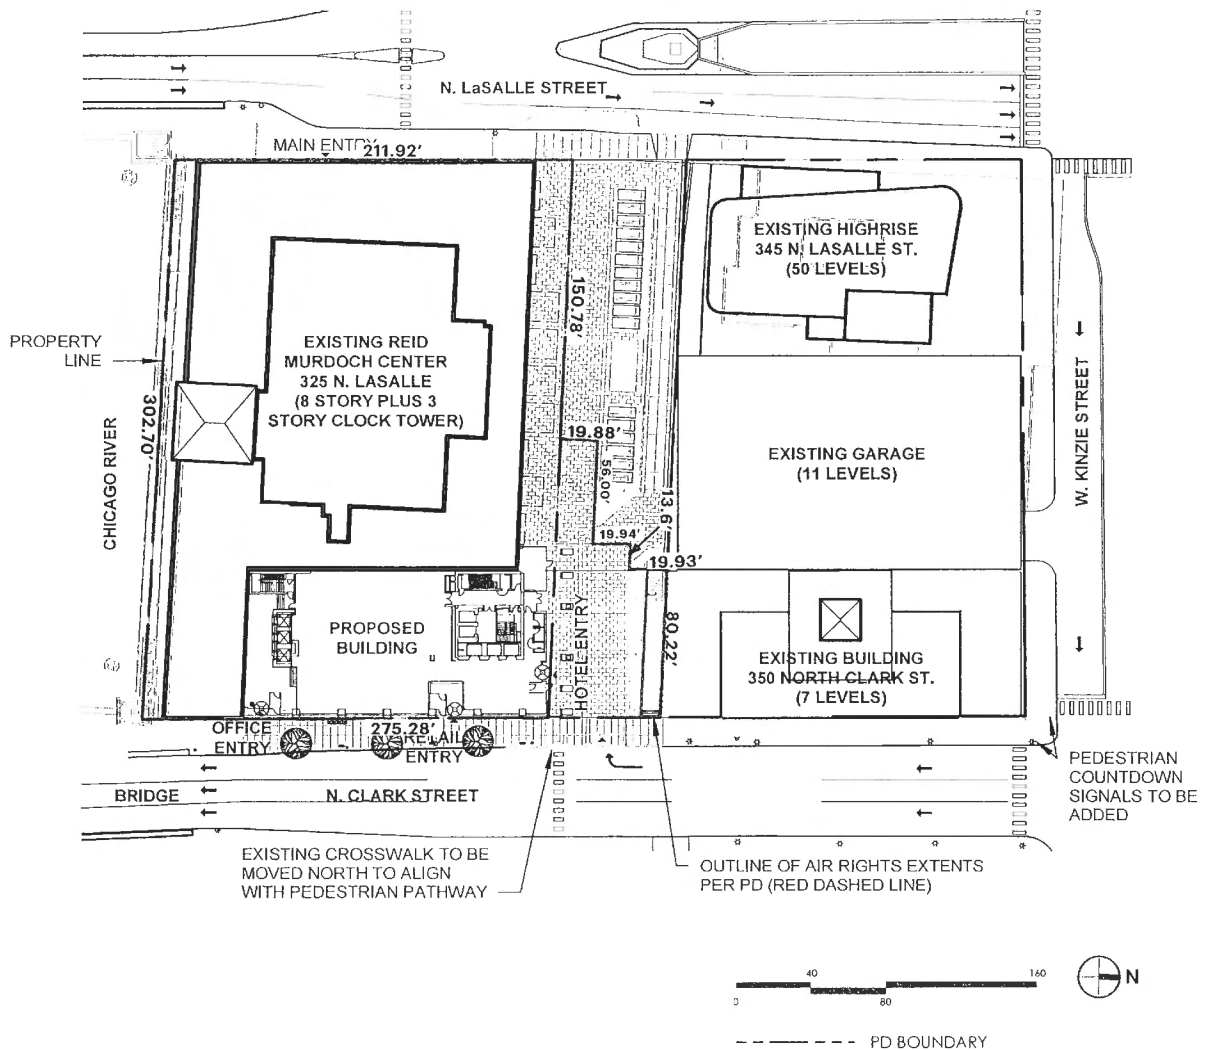 N. LaSALLE STREET
MAIN ENTRY
211.92'
EXISTING HIGHRISE
345 N. LASALLE ST.
(50 LEVELS)
150.78'
PROPERTY
LINE
EXISTING REID
MURDOCH CENTER
325 N. LASALLE
(8 STORY PLUS 3
STORY CLOCK TOWER)
302.70'
CHICAGO RIVER
W. KINZIE STREET
19.88'
56.00'
EXISTING GARAGE
(11 LEVELS)
13.6'
19.94'
19.93'
PROPOSED
BUILDING
HOTEL ENTRY
80.22'
EXISTING BUILDING
350 NORTH CLARK ST.
(7 LEVELS)
OFFICE
ENTRY
275.28'
RETAIL
ENTRY
BRIDGE
N. CLARK STREET
PEDESTRIAN
COUNTDOWN
SIGNALS TO BE
ADDED
EXISTING CROSSWALK TO BE
MOVED NORTH TO ALIGN
WITH PEDESTRIAN PATHWAY
OUTLINE OF AIR RIGHTS EXTENTS
PER PD (RED DASHED LINE)
40
160
0
80
N
PD BOUNDARY